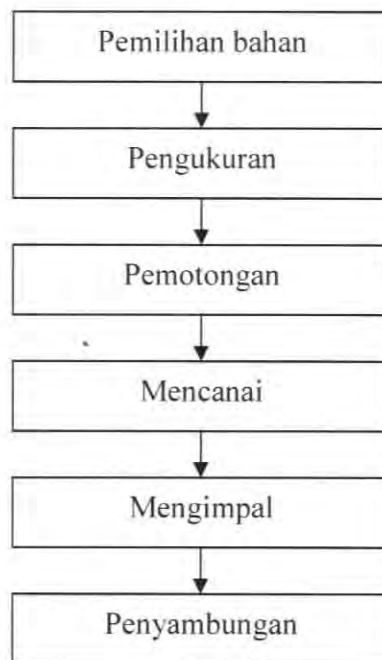 Pemilihan bahan
Pengukuran
Pemotongan
Mencanai
Mengimpal
Penyambungan